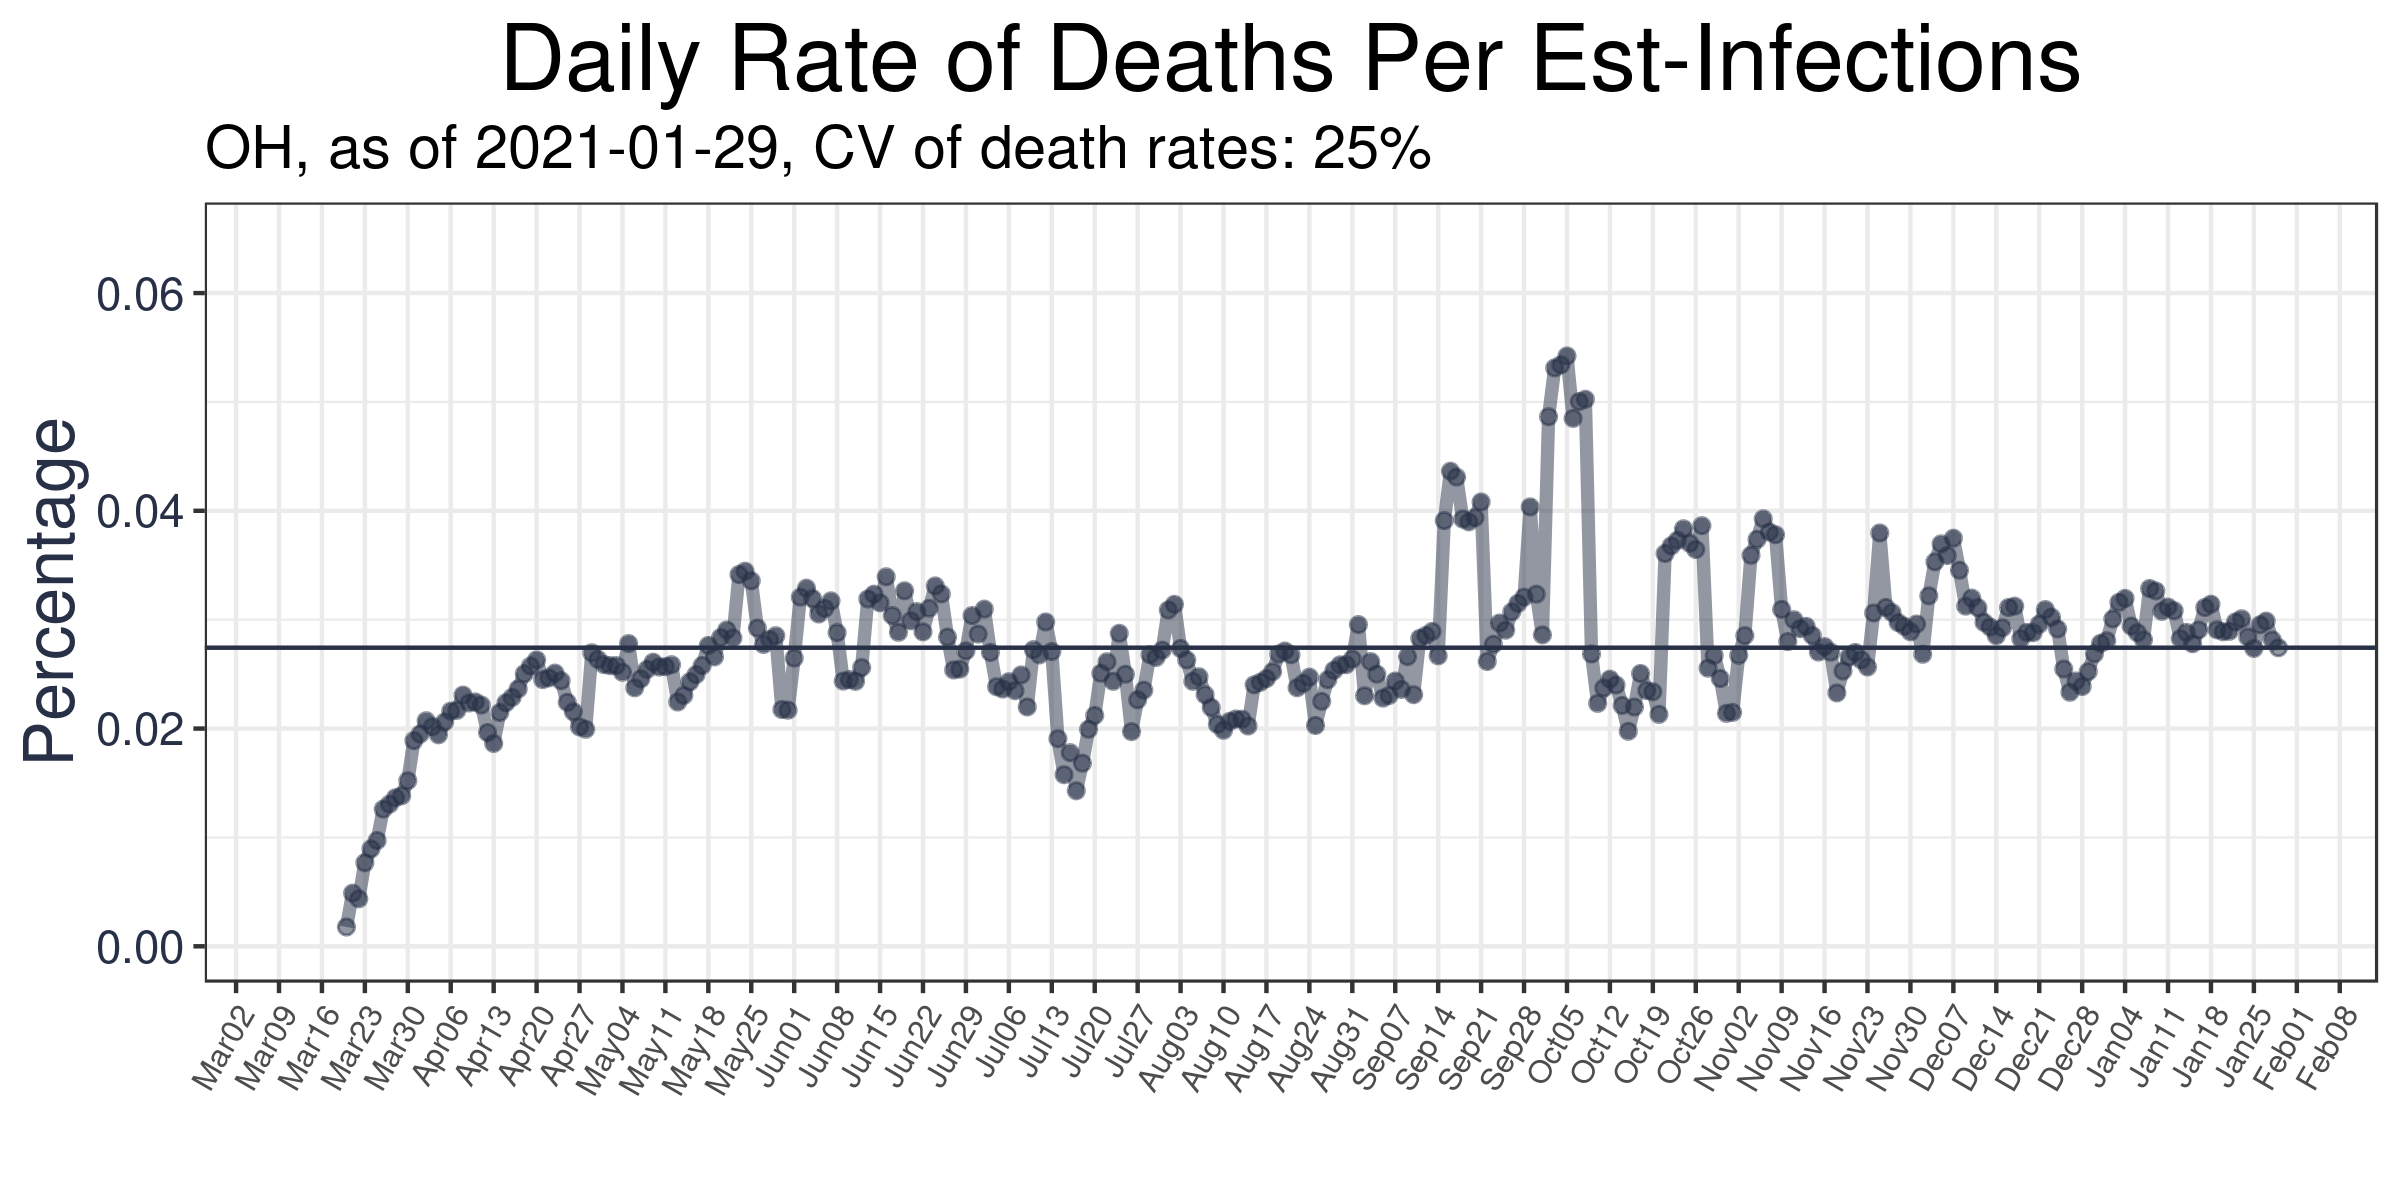 Daily Rate of Deaths Per Est-Infections
OH, as of 2021-01-29, CV of death rates: 25%
Percentage
0.06
0.04
0.02
0.00
Mar02
Mar09
Mar16
Mar23
Mar30
Apr06
Apr13
Apr20
Apr27
May04
May11
May18
May25
Jun01
Jun08
Jun15
Jun22
Jun29
Jul06
Jul13
Jul20
Jul27
Aug03
Aug10
Aug17
Aug24
Aug31
Sep07
Sep14
Sep21
Sep28
Oct05
Oct12
Oct19
Oct26
Nov02
Nov09
Nov16
Nov23
Nov30
Dec07
Dec14
Dec21
Dec28
Jan04
Jan11
Jan18
Jan25
Feb01
Feb08